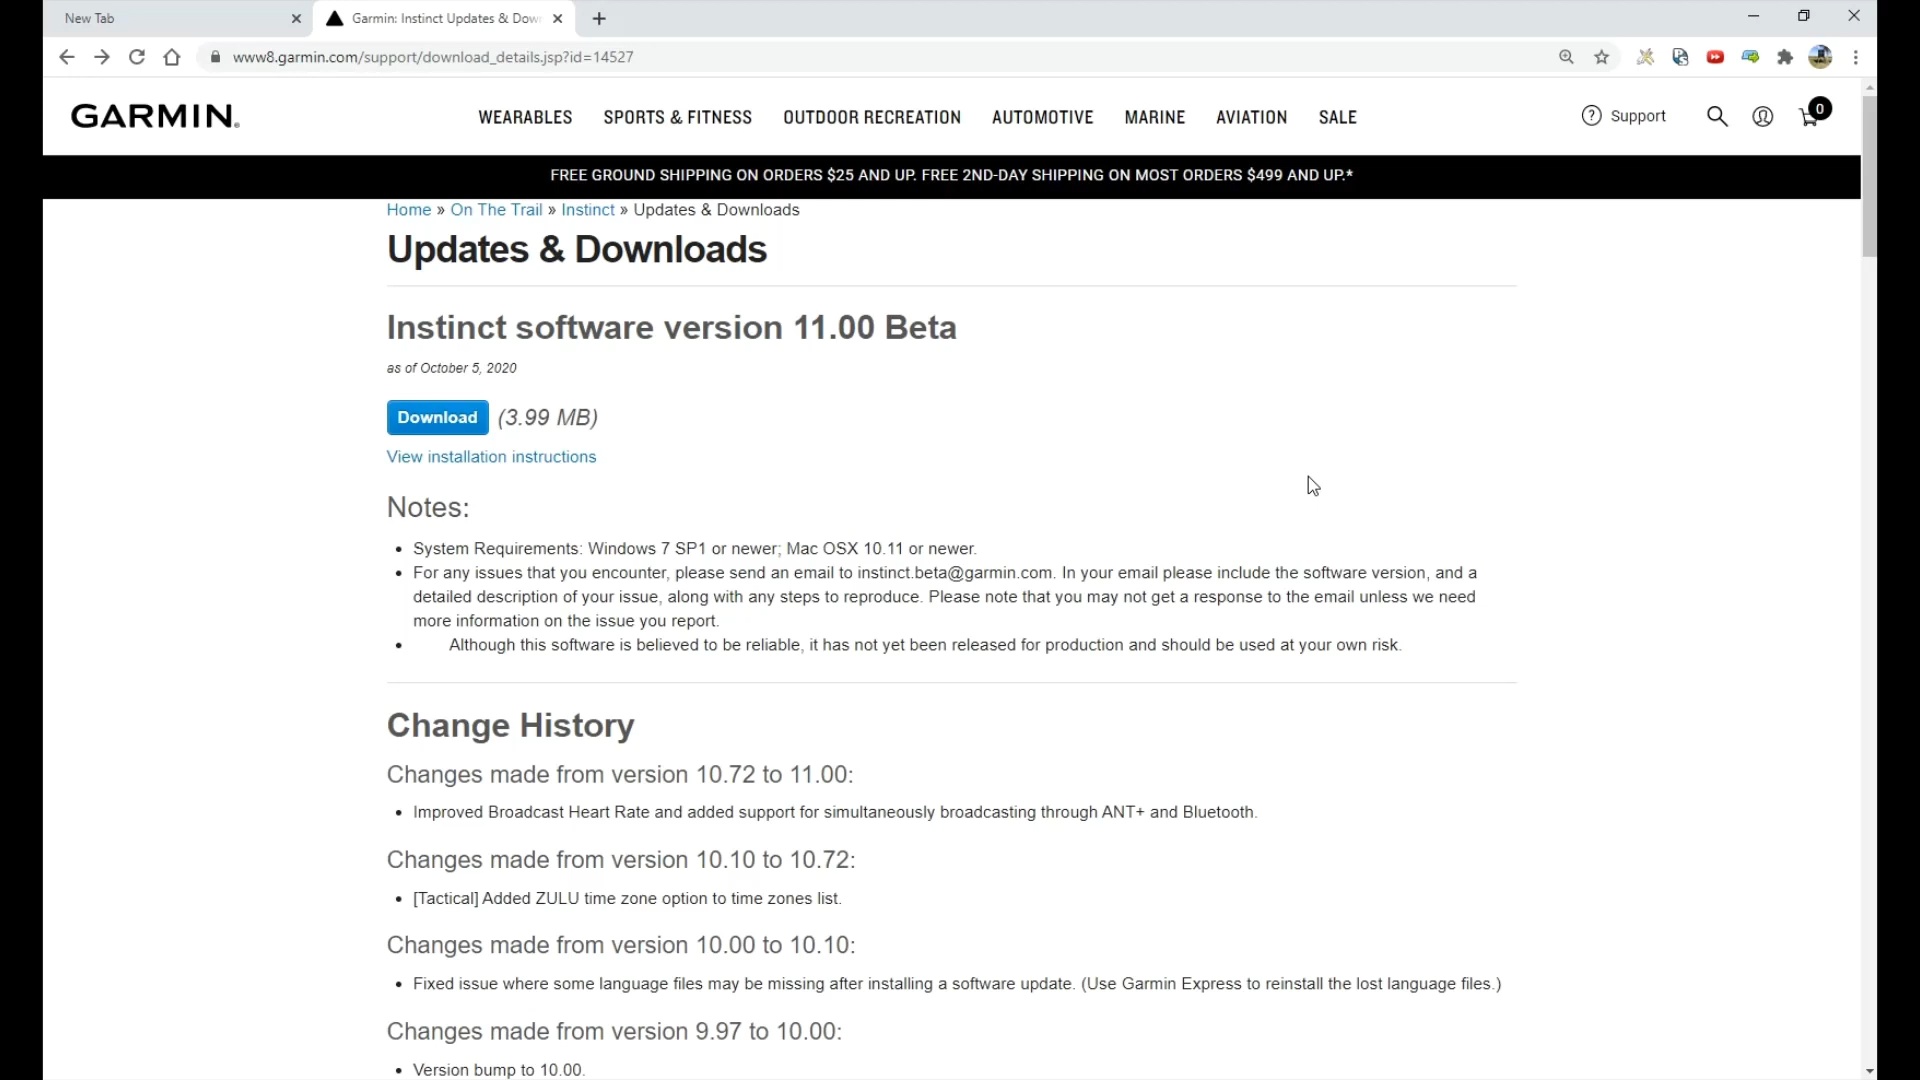 New Tab
Garmin: Instinct Updates & Dow
www8.garmin.com/support/download_details.jsp?id=14527
GARMIN.
WEARABLES SPORTS & FITNESS OUTDOOR RECREATION AUTOMOTIVE MARINE AVIATION SALE
? Support
0
FREE GROUND SHIPPING ON ORDERS $25 AND UP. FREE 2ND-DAY SHIPPING ON MOST ORDERS $499 AND UP.*
Home » On The Trail » Instinct » Updates & Downloads
Updates & Downloads
Instinct software version 11.00 Beta
as of October 5, 2020
Download (3.99 MB)
View installation instructions
Notes:
• System Requirements: Windows 7 SP1 or newer; Mac OSX 10.11 or newer.
• For any issues that you encounter, please send an email to instinct.beta@garmin.com. In your email please include the software version, and a
detailed description of your issue, along with any steps to reproduce. Please note that you may not get a response to the email unless we need
more information on the issue you report.
• Although this software is believed to be reliable, it has not yet been released for production and should be used at your own risk.
Change History
Changes made from version 10.72 to 11.00:
• Improved Broadcast Heart Rate and added support for simultaneously broadcasting through ANT+ and Bluetooth.
Changes made from version 10.10 to 10.72:
• [Tactical] Added ZULU time zone option to time zones list.
Changes made from version 10.00 to 10.10:
• Fixed issue where some language files may be missing after installing a software update. (Use Garmin Express to reinstall the lost language files.)
Changes made from version 9.97 to 10.00:
• Version bump to 10.00.